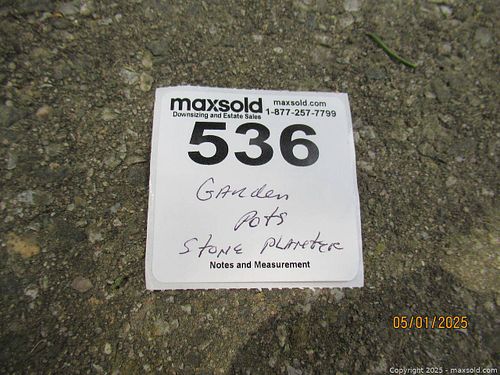 maxsold maxsold.com
Downsizing and Estate Sales 1-877-257-7799
536
Garden
Pots
Stone Planter
Notes and Measurement
05/01/2025
Copyright © 2025 - maxsold.com